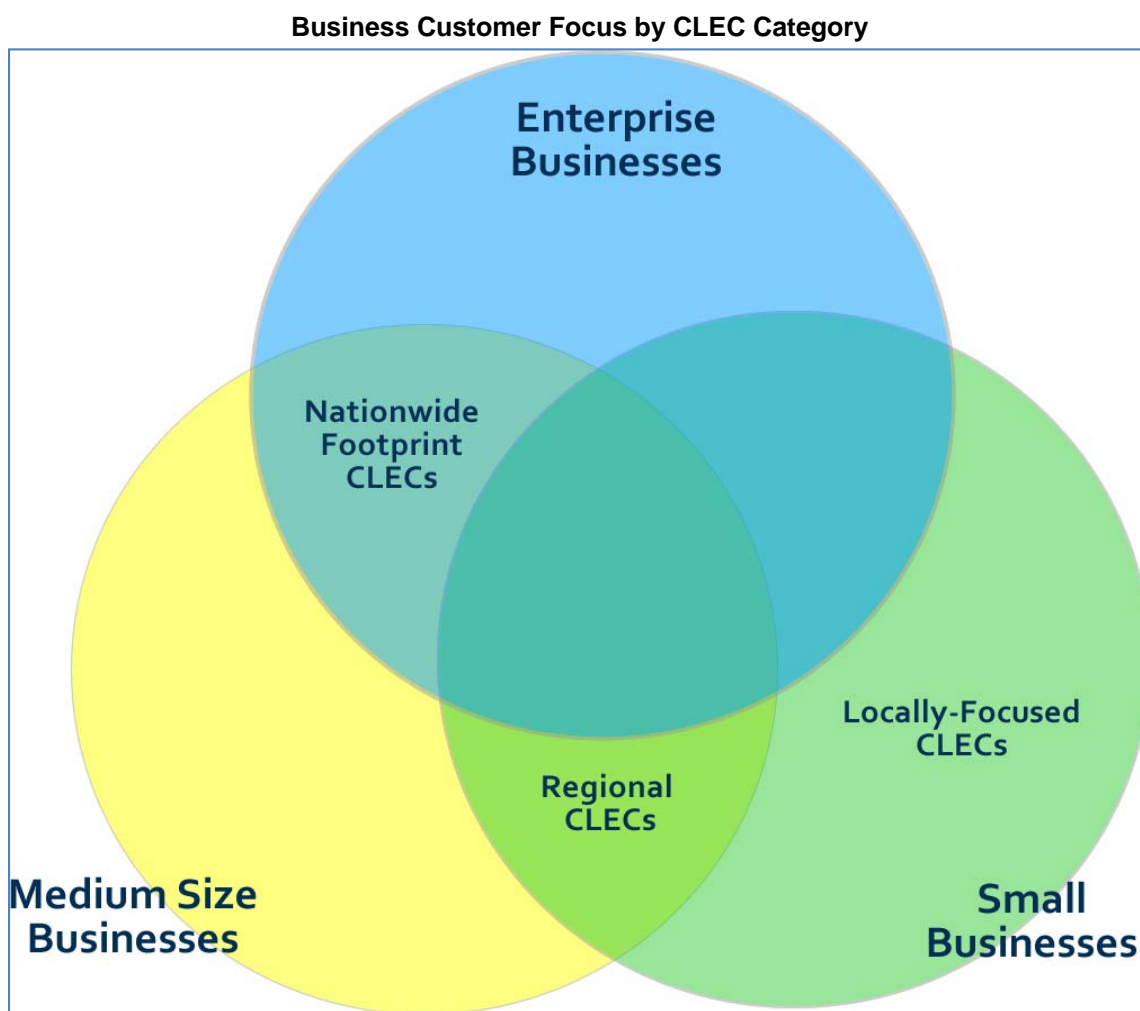 Business Customer Focus by CLEC Category
Enterprise
Businesses
Nationwide
Footprint
CLECs
Locally-Focused
CLECs
Regional
CLECs
Medium Size
Businesses
Small
Businesses